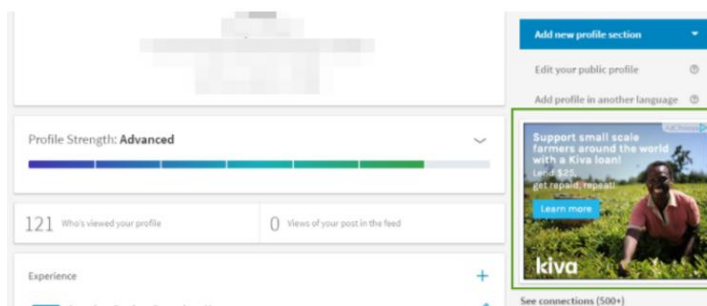 Add new profile section
Edit your public profile
Add profile in another language
Profile Strength: Advanced
Support small scale
farmers around the world
with a Kiva loan!
Lend $25,
get repaid, repeat!
Learn more
kiva
121 Who's viewed your profile
0 Views of your post in the feed
Experience
See connections (500+)